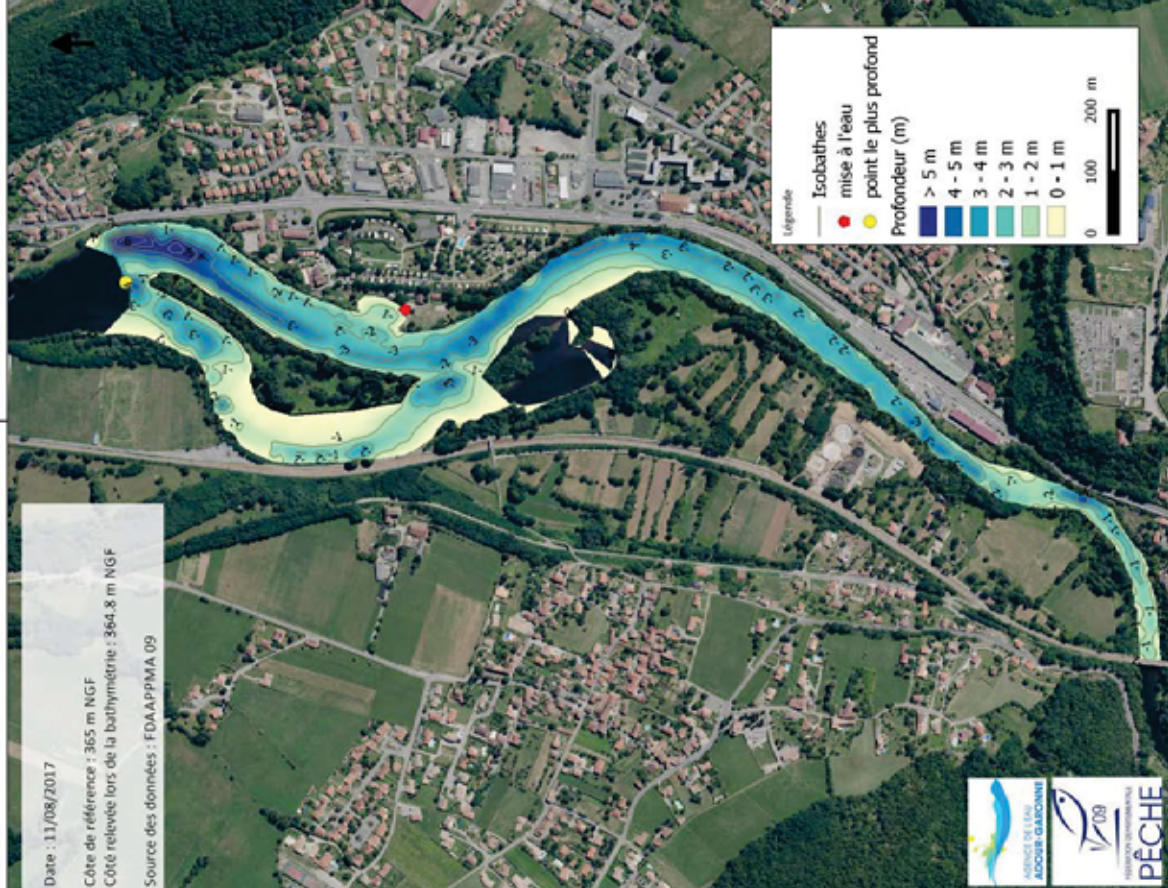 Date : 11/08/2017
Côte de référence : 365 m NGF
Côté relevée lors de la bathymétrie : 364.8 m NGF
Source des données : FDAAPPMA 09
Légende
Isobathes
mise à l'eau
point le plus profond
Profondeur (m)
> 5 m
4 - 5 m
3 - 4 m
2 - 3 m
1 - 2 m
0 - 1 m
0 100 200 m
AGENCE DE L'EAU
ADOUR-GARONNE
09
FÉDÉRATION DÉPARTEMENTALE
PÊCHE